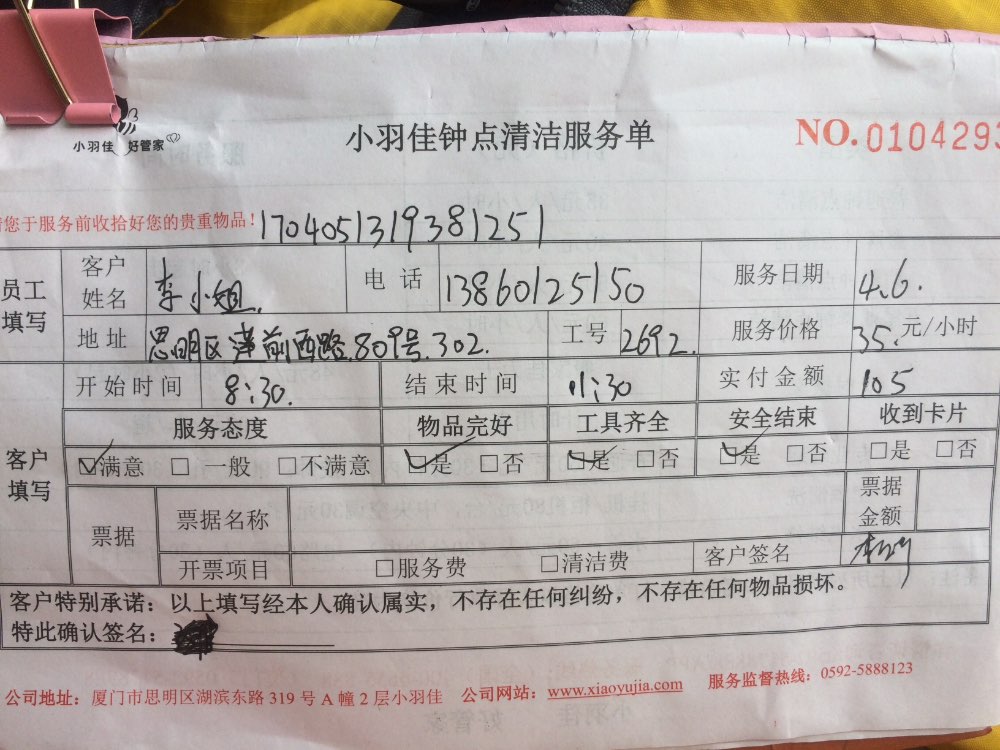 小羽佳 好管家
小羽佳钟点清洁服务单
NO.0104293
请您于服务前收拾好您的贵重物品！
1704051319381251
员工填写 客户姓名 李小姐 电话 13860125150 服务日期 4.6.
地址 思明区 前西路809号302. 工号 2692 服务价格 35 元/小时
开始时间 8:30. 结束时间 11:30 实付金额 105
客户填写 服务态度 物品完好 工具齐全 安全结束 收到卡片
☑满意 □一般 □不满意 ☑是 □否 ☑是 □否 ☑是 □否 □是 □否
票据 票据名称 票据金额
开票项目 □服务费 □清洁费 客户签名
客户特别承诺：以上填写经本人确认属实，不存在任何纠纷，不存在任何物品损坏。
特此确认签名：
公司地址：厦门市思明区湖滨东路319号A幢2层小羽佳 公司网站：www.xiaoyujia.com 服务监督热线：0592-5888123